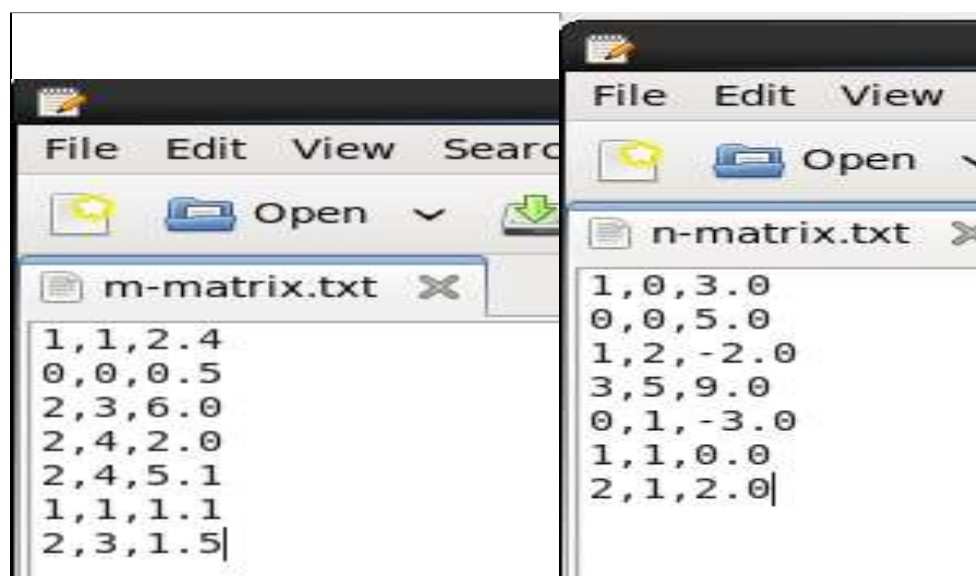 File Edit View Searc
Open
m-matrix.txt
1,1,2.4
0,0,0.5
2,3,6.0
2,4,2.0
2,4,5.1
1,1,1.1
2,3,1.5
File Edit View
Open
n-matrix.txt
1,0,3.0
0,0,5.0
1,2,-2.0
3,5,9.0
0,1,-3.0
1,1,0.0
2,1,2.0